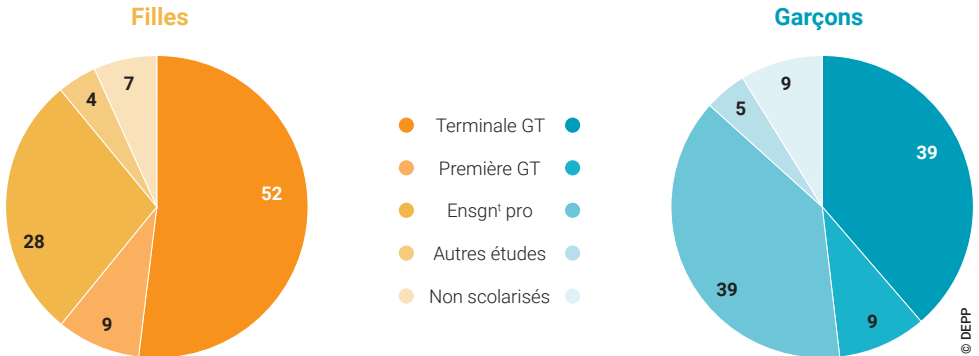 Filles
7
4
52
28
9
Terminale GT
Première GT
Ensgnᵗ pro
Autres études
Non scolarisés
Garçons
9
5
39
39
9
© DEPP